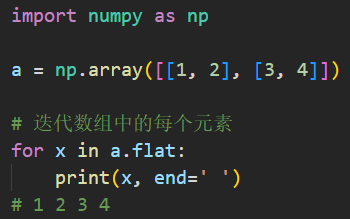 import numpy as np
a = np.array([[1, 2], [3, 4]])
# 迭代数组中的每个元素
for x in a.flat:
    print(x, end=' ')
# 1 2 3 4